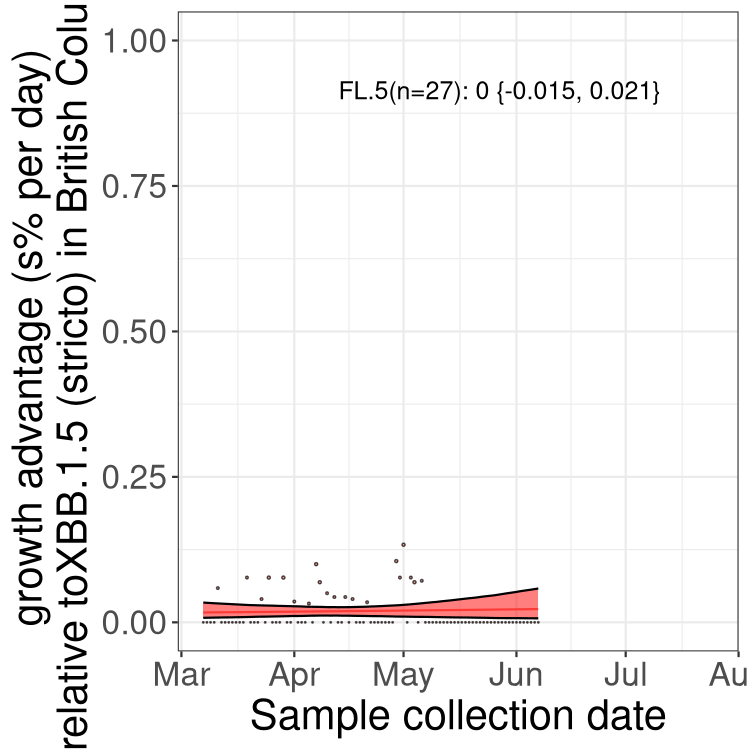 growth advantage (s% per day)
relative toXBB.1.5 (stricto) in British Colu
1.00
0.75
0.50
0.25
0.00
FL.5(n=27): 0 {-0.015, 0.021}
Mar
Apr
May
Jun
Jul
Au
Sample collection date